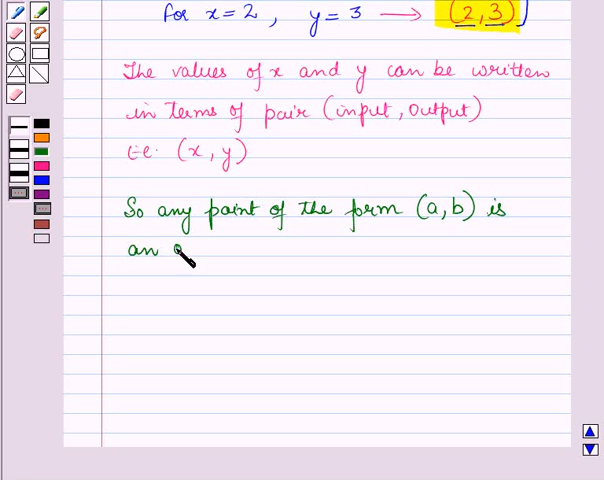 for x = 2 , y = 3 → (2, 3)]
The values of x and y can be written
in terms of pair (input, output)
i.e. (x, y)
So any point of the form (a, b) is
an